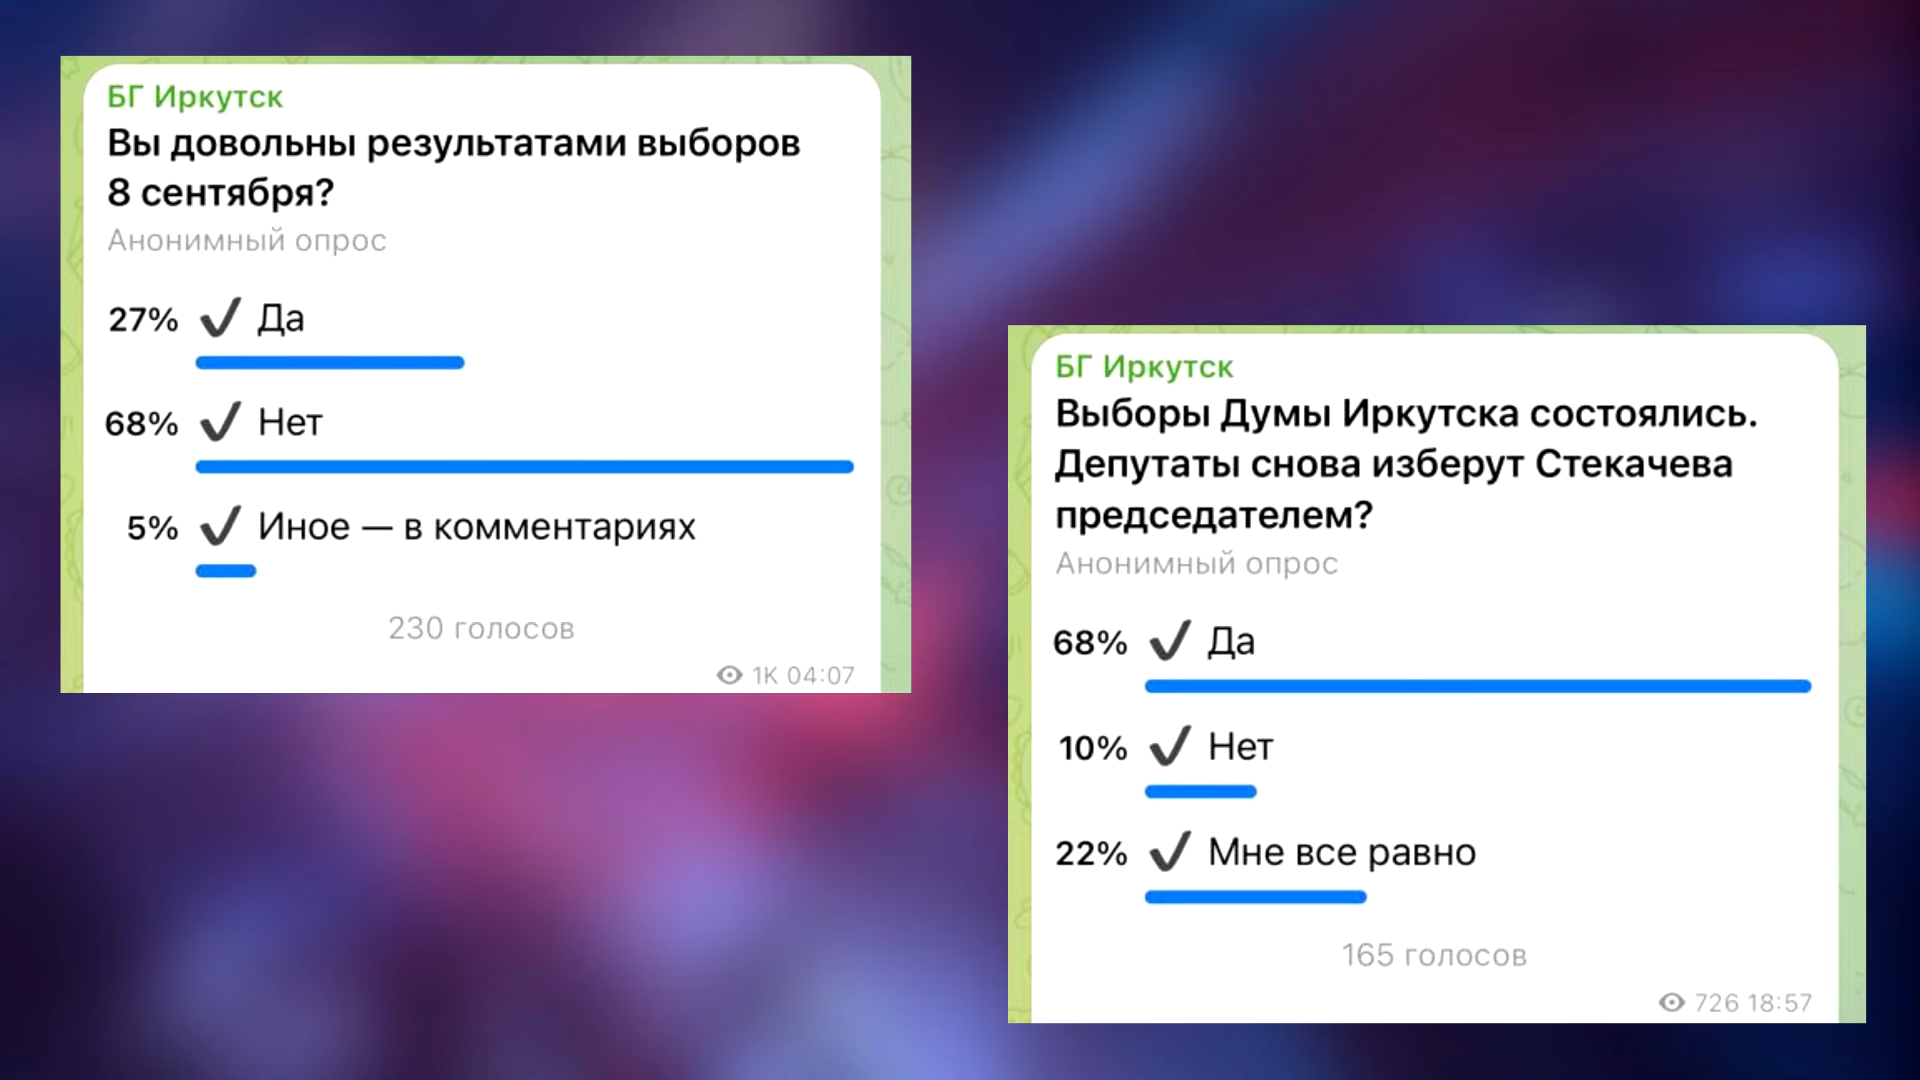 БГ Иркутск
Вы довольны результатами выборов
8 сентября?
Анонимный опрос
27% ✔ Да
68% ✔ Нет
5% ✔ Иное — в комментариях
230 голосов
1K 04:07
БГ Иркутск
Выборы Думы Иркутска состоялись.
Депутаты снова изберут Стекачева
председателем?
Анонимный опрос
68% ✔ Да
10% ✔ Нет
22% ✔ Мне все равно
165 голосов
726 18:57